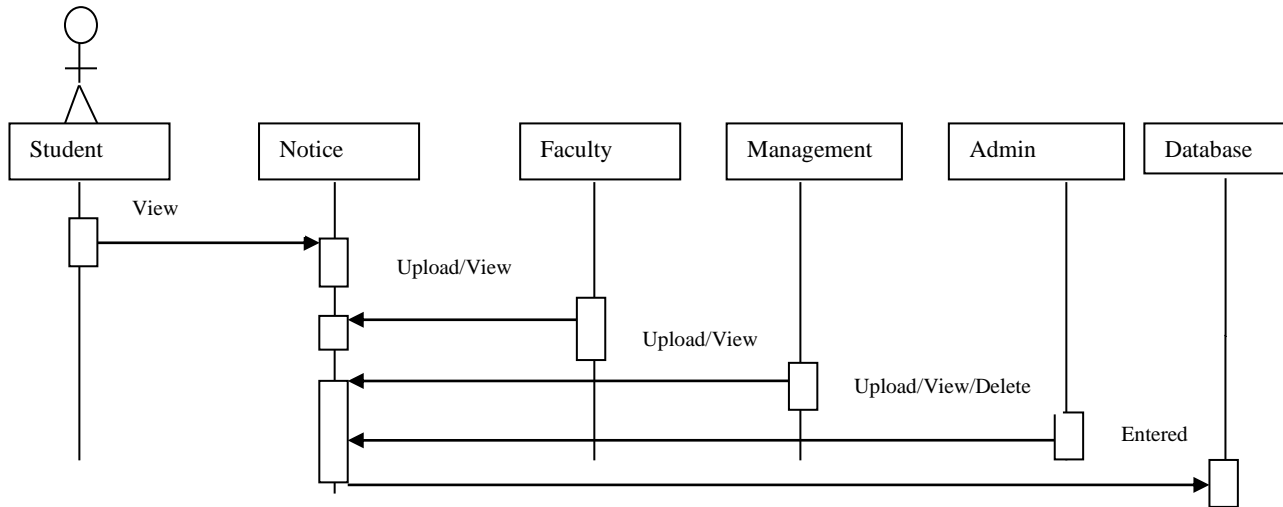 Student
Notice
Faculty
Management
Admin
Database
View
Upload/View
Upload/View
Upload/View/Delete
Entered